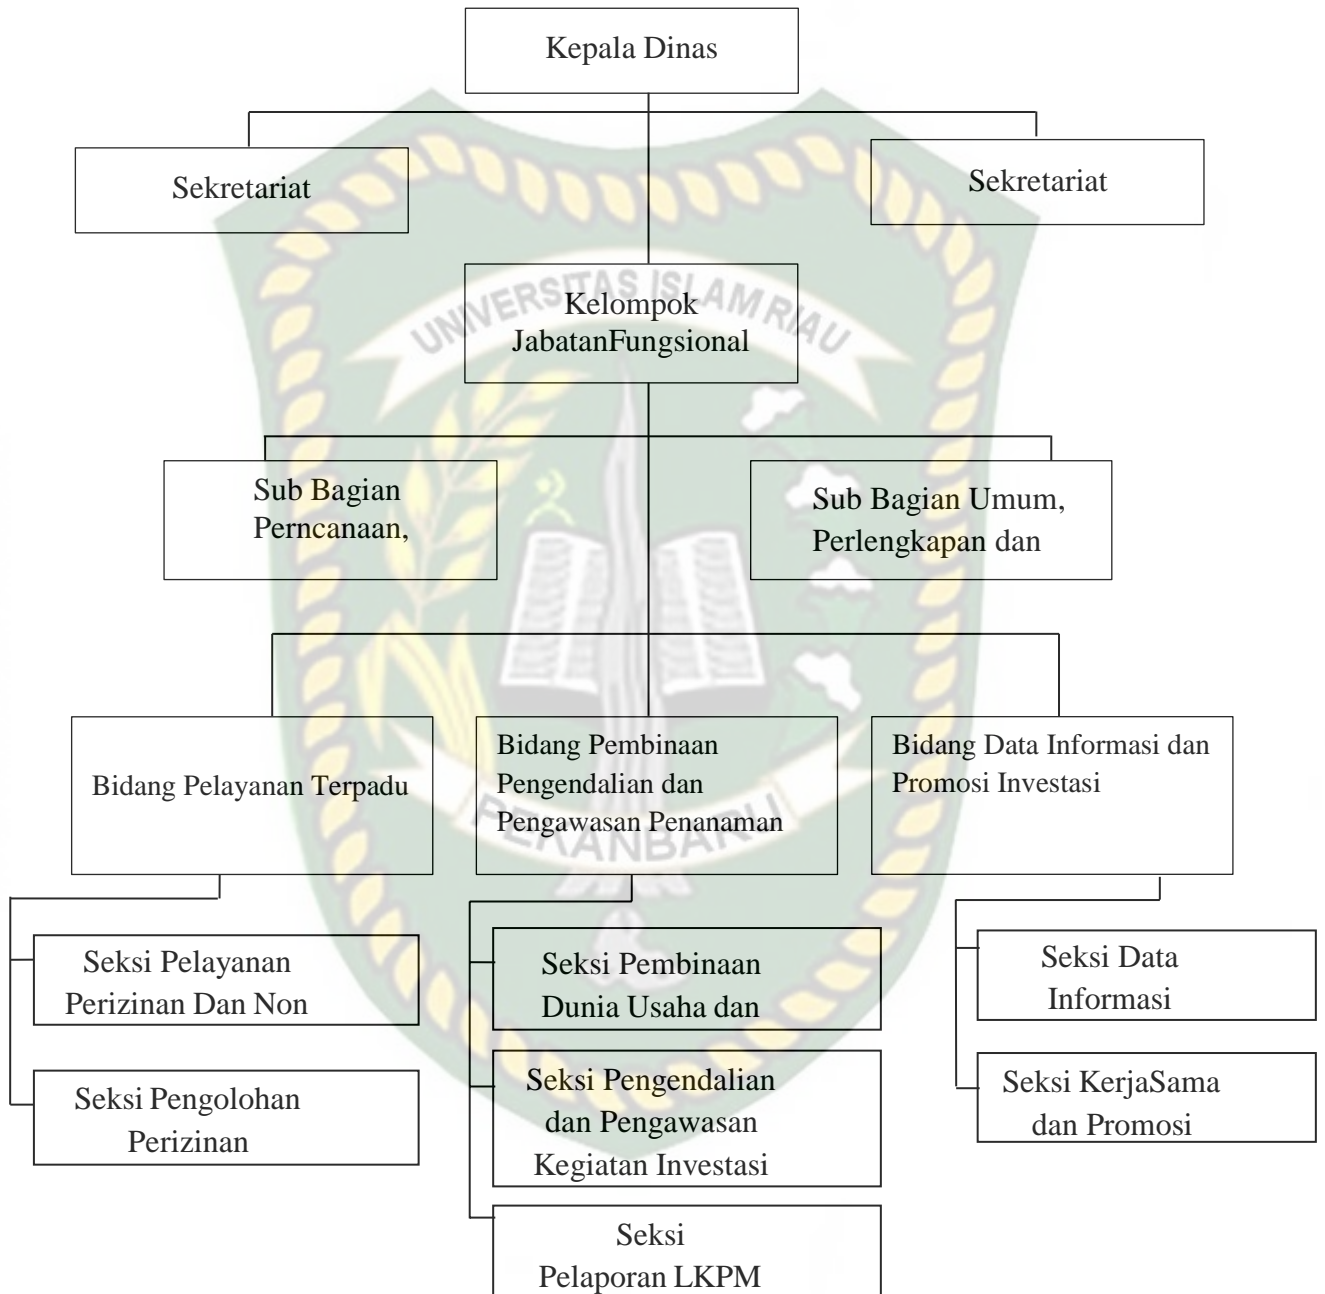 Kepala Dinas
Sekretariat
Sekretariat
UNIVERSITAS ISLAM RIAU
Kelompok
JabatanFungsional
Sub Bagian
Perncanaan,
Sub Bagian Umum,
Perlengkapan dan
Bidang Pelayanan Terpadu
Bidang Pembinaan
Pengendalian dan
Pengawasan Penanaman
Bidang Data Informasi dan
Promosi Investasi
PEKANBARU
Seksi Pelayanan
Perizinan Dan Non
Seksi Pengolohan
Perizinan
Seksi Pembinaan
Dunia Usaha dan
Seksi Pengendalian
dan Pengawasan
Kegiatan Investasi
Seksi
Pelaporan LKPM
Seksi Data
Informasi
Seksi KerjaSama
dan Promosi